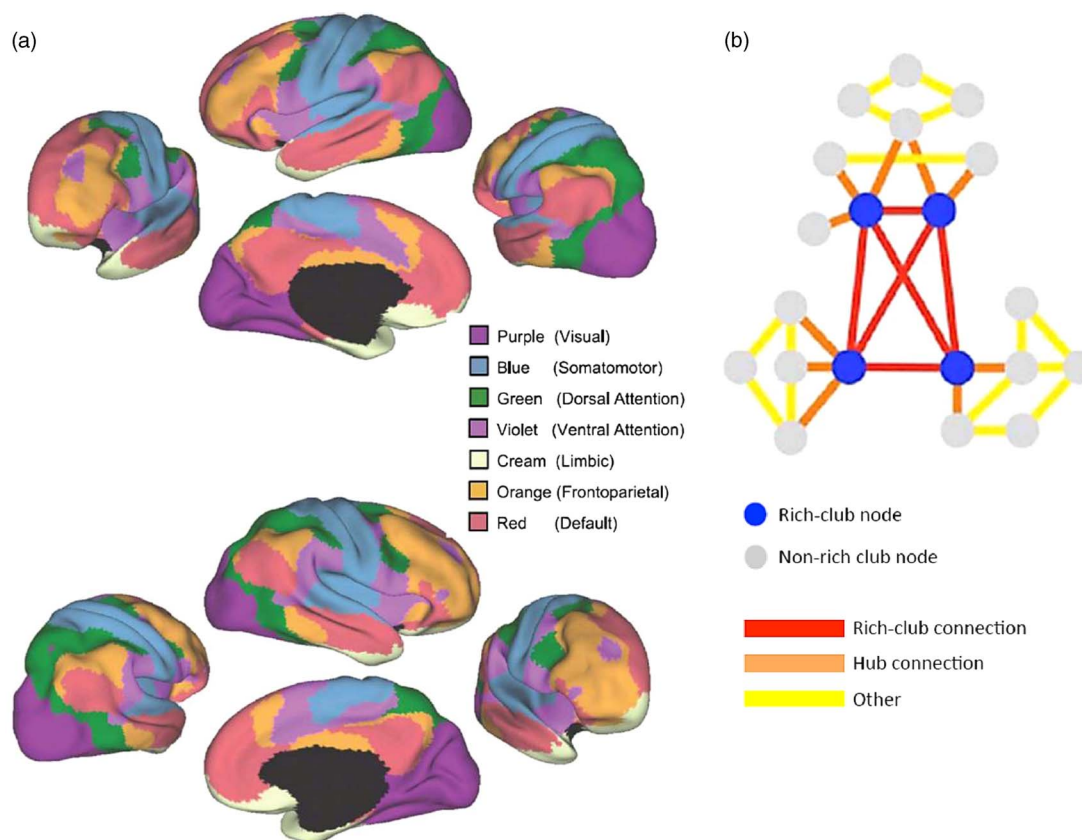 (a)
(b)
Purple (Visual)
Blue (Somatomotor)
Green (Dorsal Attention)
Violet (Ventral Attention)
Cream (Limbic)
Orange (Frontoparietal)
Red (Default)
Rich-club node
Non-rich club node
Rich-club connection
Hub connection
Other